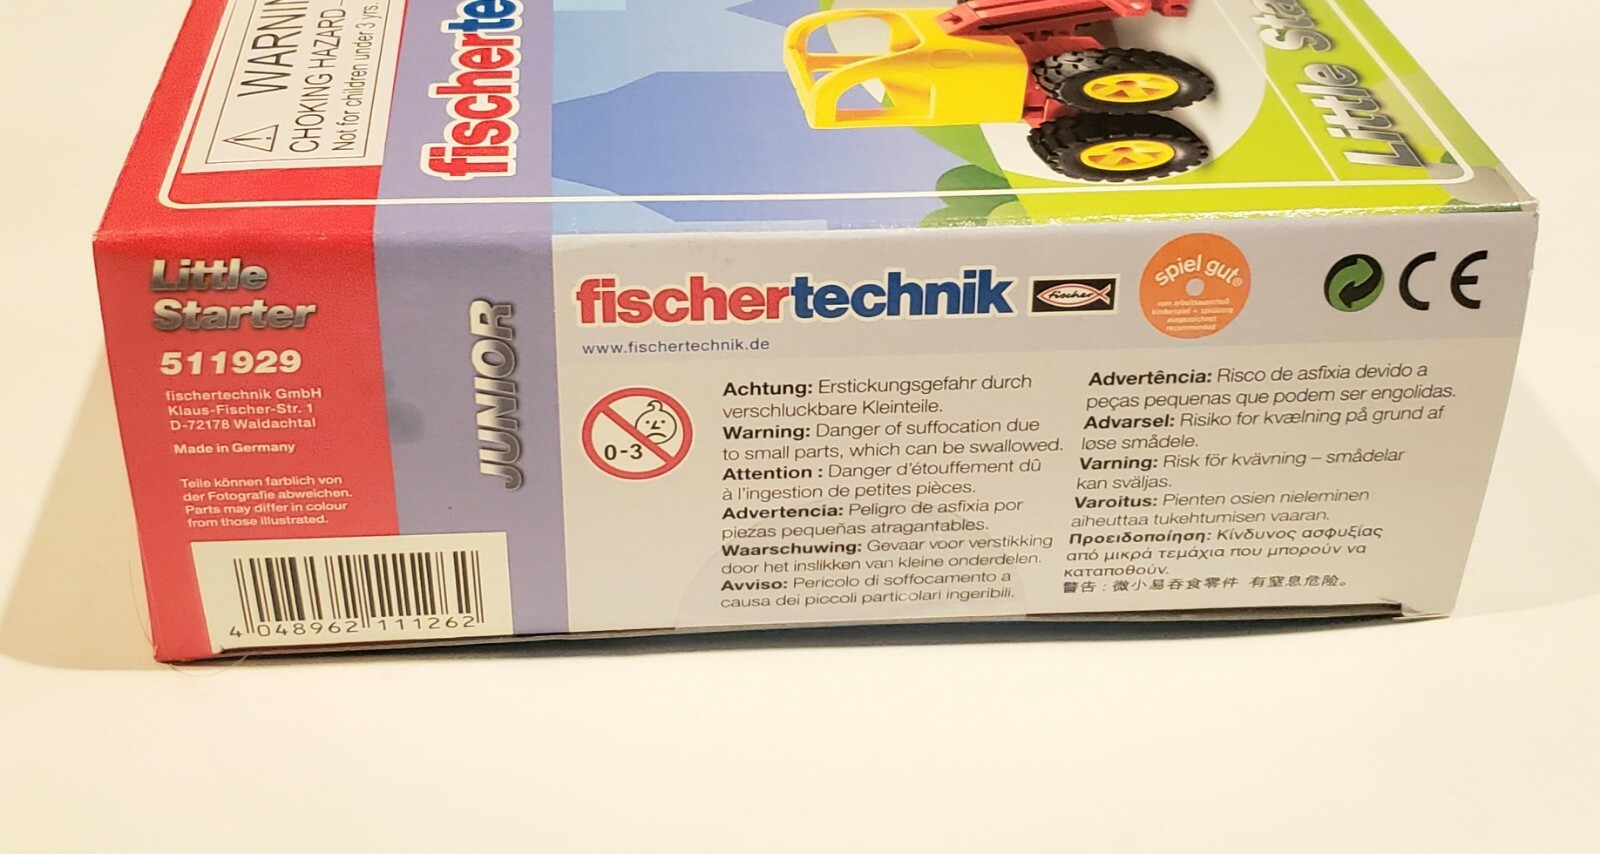 WARNIN
CHOKING HAZARD—
Not for children under 3 yrs.
fischerte
Little Sta
Little
Starter
511929
fischertechnik GmbH
Klaus-Fischer-Str. 1
D-72178 Waldachtal
Made in Germany
Teile können farblich von
der Fotografie abweichen.
Parts may differ in colour
from those illustrated.
4 048962 111262
JUNIOR
fischertechnik
fischer
www.fischertechnik.de
spiel gut®
vom arbeitsausschuß
kinderspiel + spielzeug
ausgezeichnet
recommended
CE
0-3
Achtung: Erstickungsgefahr durch
verschluckbare Kleinteile.
Warning: Danger of suffocation due
to small parts, which can be swallowed.
Attention : Danger d'étouffement dû
à l'ingestion de petites pièces.
Advertencia: Peligro de asfixia por
piezas pequeñas atragantables.
Waarschuwing: Gevaar voor verstikking
door het inslikken van kleine onderdelen.
Avviso: Pericolo di soffocamento a
causa dei piccoli particolari ingeribili.
Advertência: Risco de asfixia devido a
peças pequenas que podem ser engolidas.
Advarsel: Risiko for kvælning på grund af
løse smådele.
Varning: Risk för kvävning – smådelar
kan sväljas.
Varoitus: Pienten osien nieleminen
aiheuttaa tukehtumisen vaaran.
Προειδοποίηση: Κίνδυνος ασφυξίας
από μικρά τεμάχια που μπορούν να
καταποθούν.
警告：微小易吞食零件 有窒息危险。